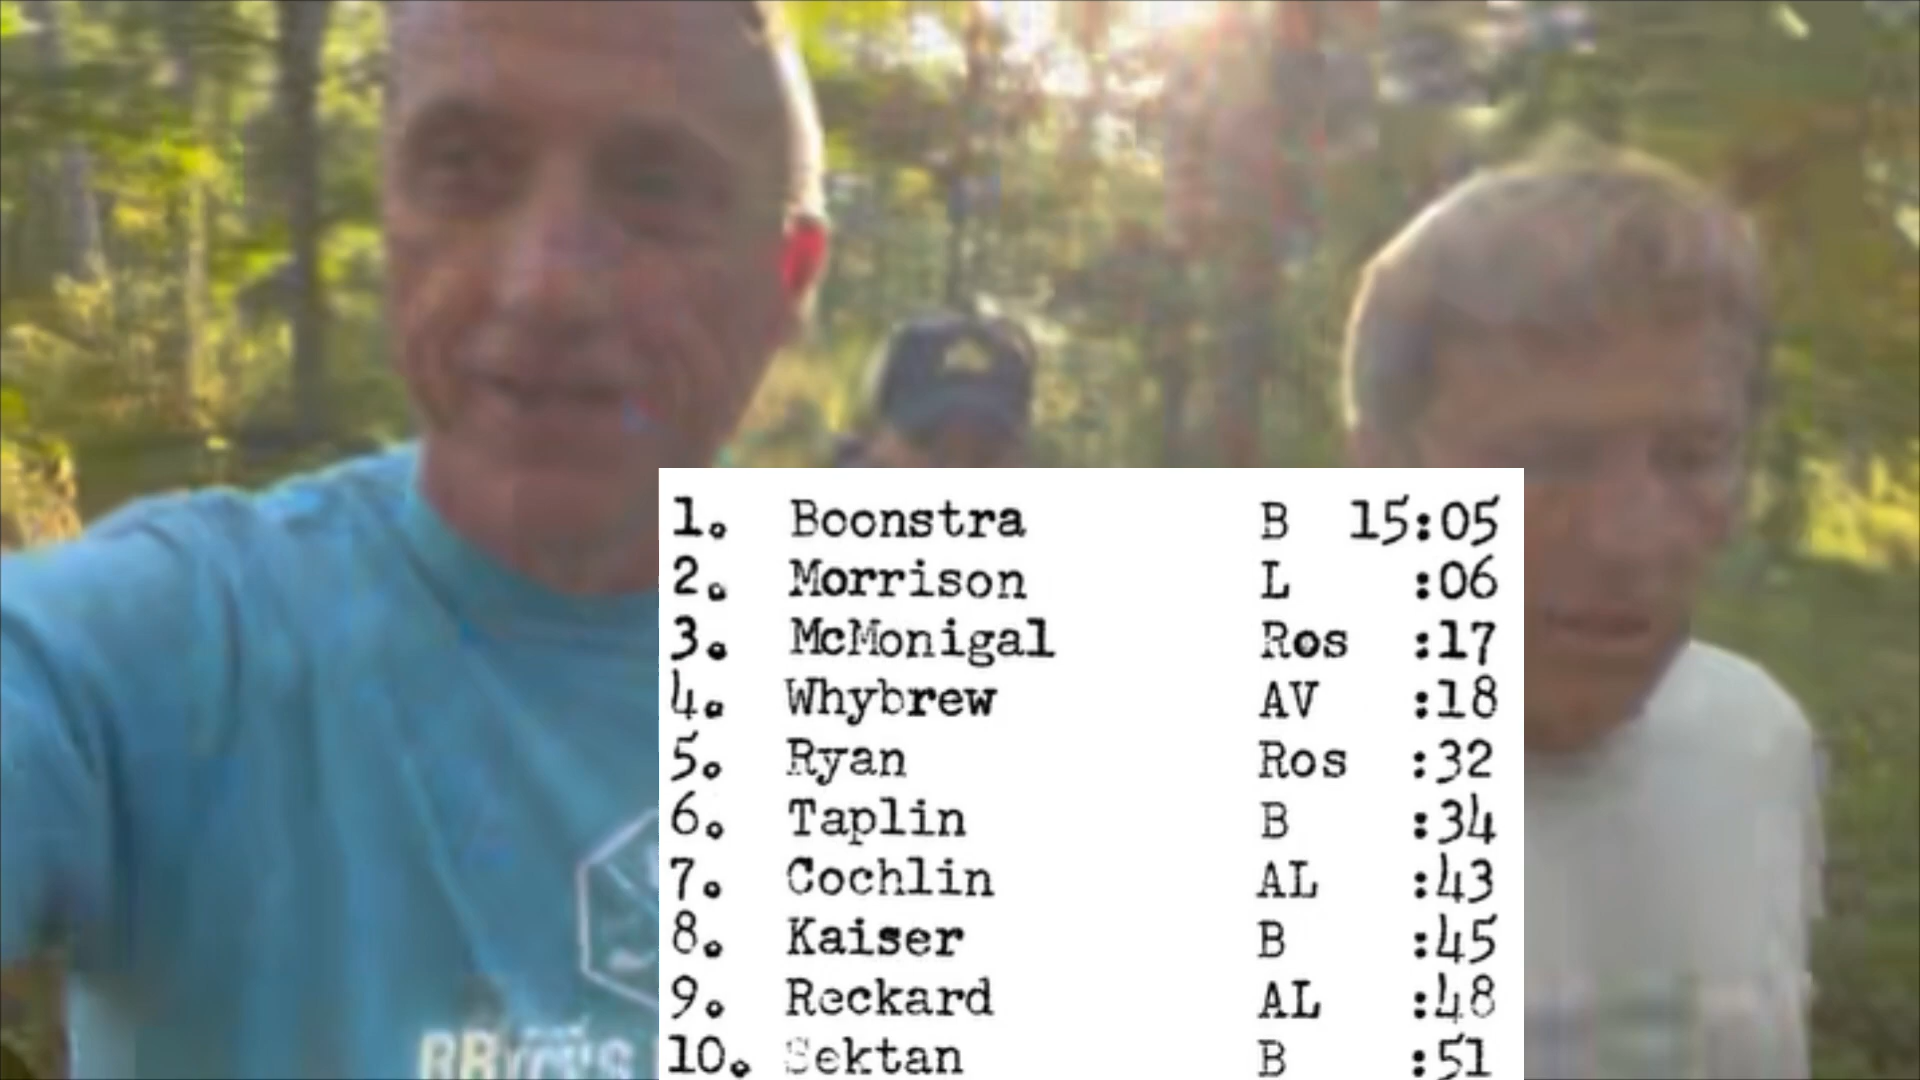 1. Boonstra B 15:05
2. Morrison L :06
3. McMonigal Ros :17
4. Whybrew AV :18
5. Ryan Ros :32
6. Taplin B :34
7. Cochlin AL :43
8. Kaiser B :45
9. Reckard AL :48
10. Sektan B :51